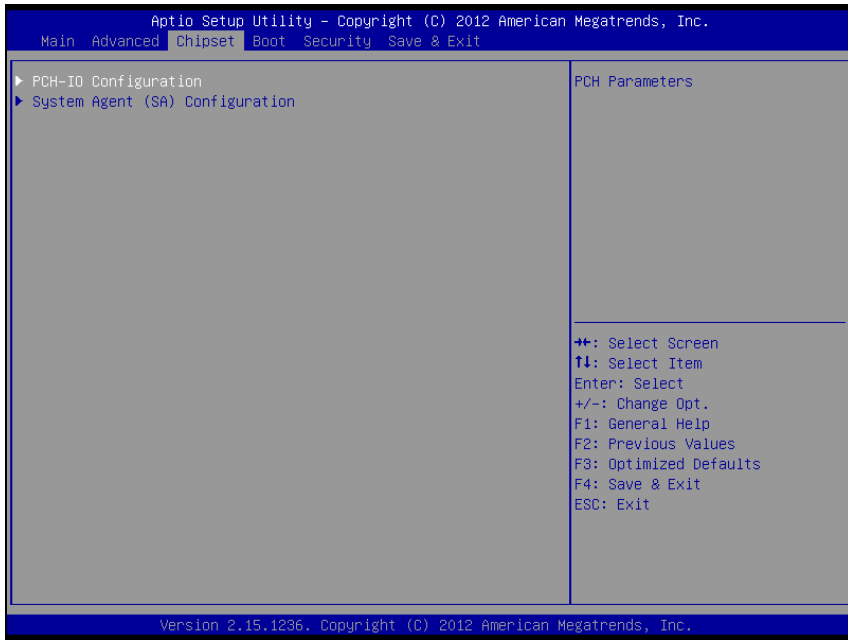 Aptio Setup Utility – Copyright (C) 2012 American Megatrends, Inc.
Main Advanced Chipset Boot Security Save & Exit
▶ PCH-IO Configuration
▶ System Agent (SA) Configuration
PCH Parameters
→←: Select Screen
↑↓: Select Item
Enter: Select
+/-: Change Opt.
F1: General Help
F2: Previous Values
F3: Optimized Defaults
F4: Save & Exit
ESC: Exit
Version 2.15.1236. Copyright (C) 2012 American Megatrends, Inc.